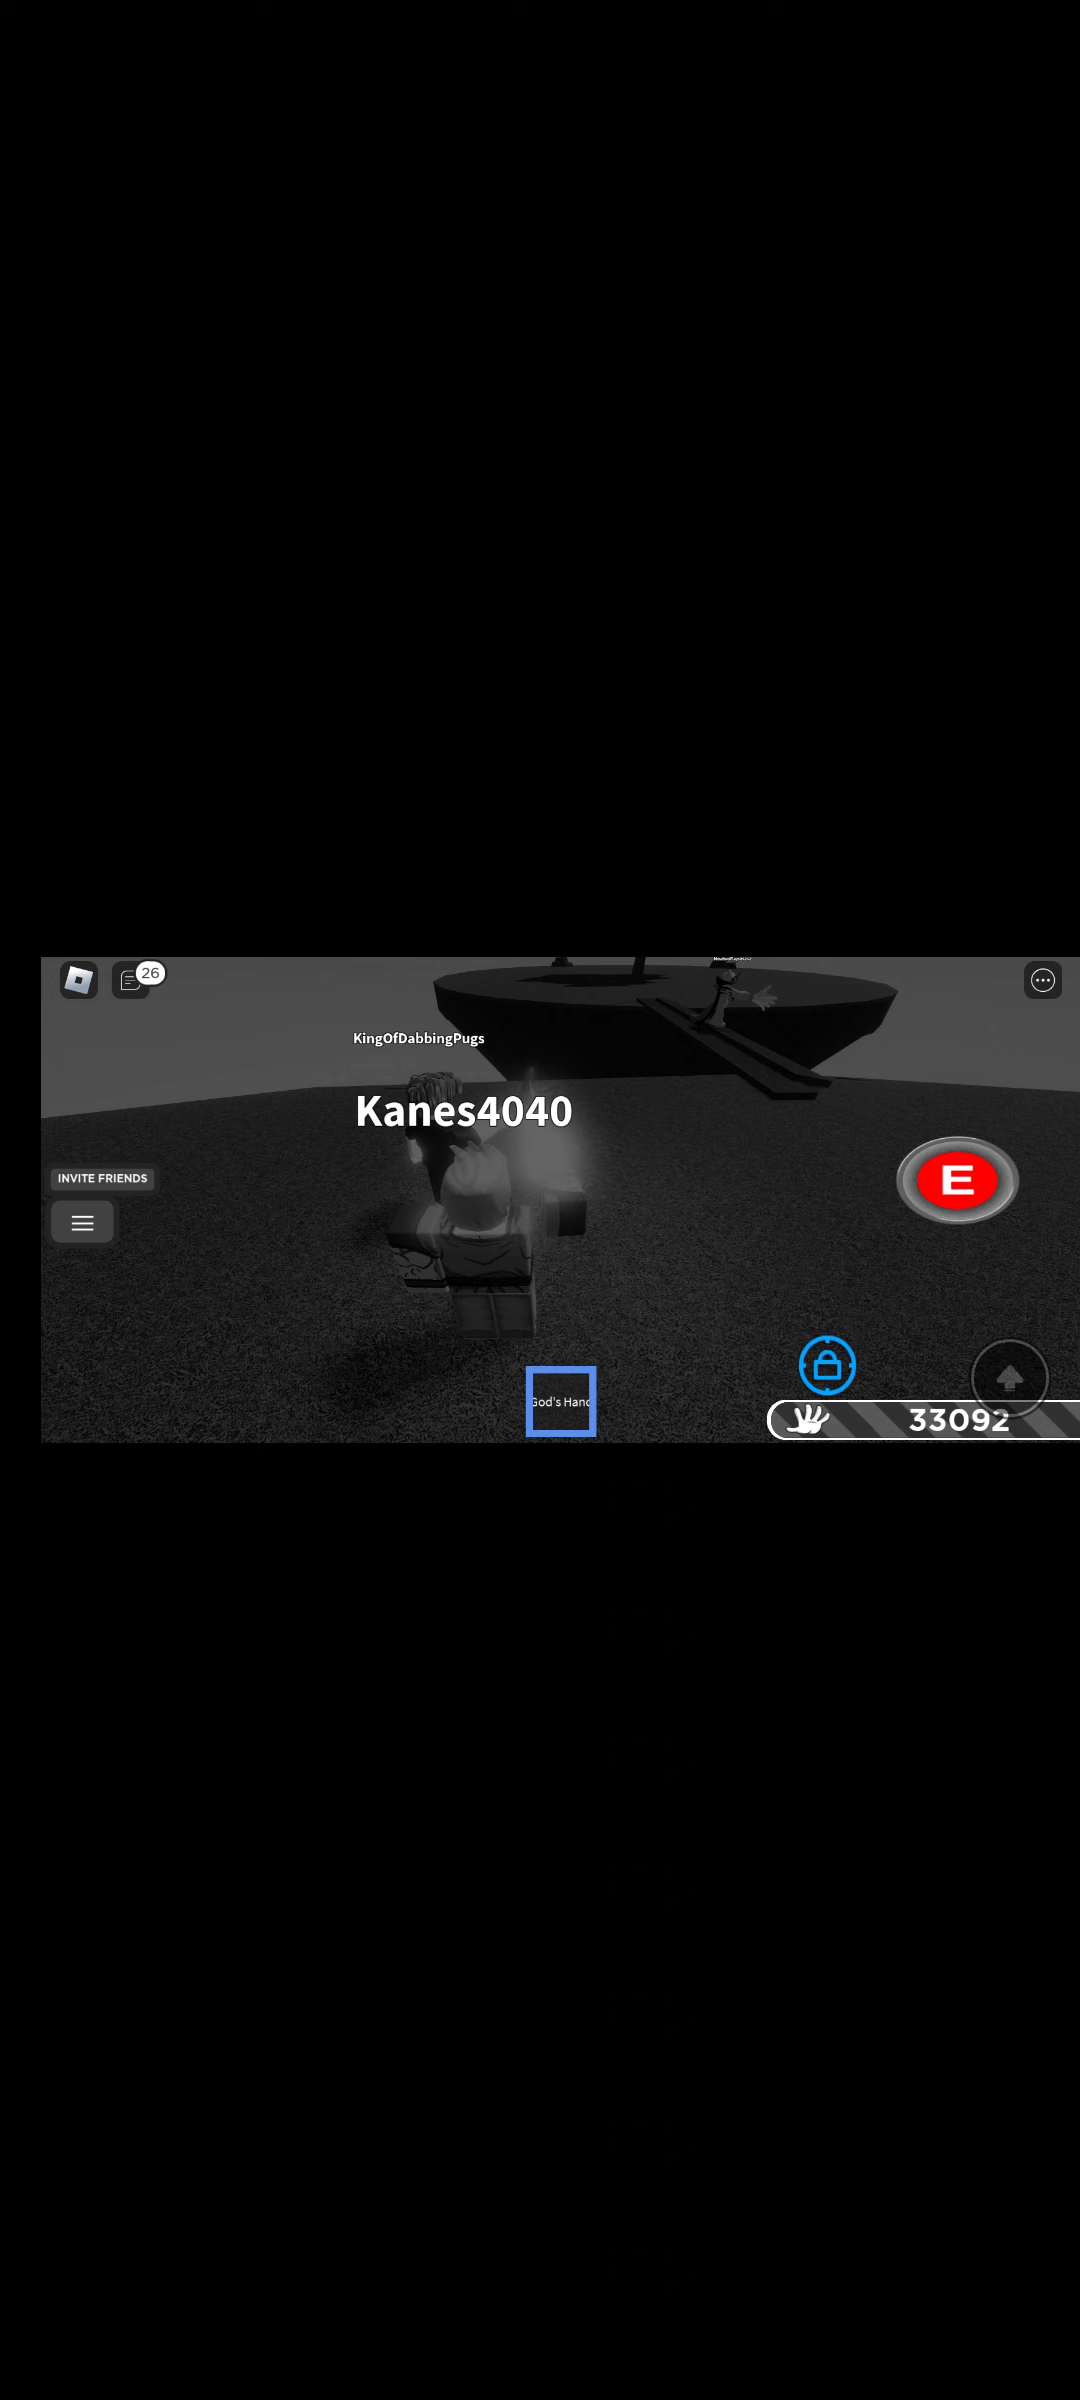 26
KingOfDabbingPugs
Kanes4040
INVITE FRIENDS
E
God's Hand
33092